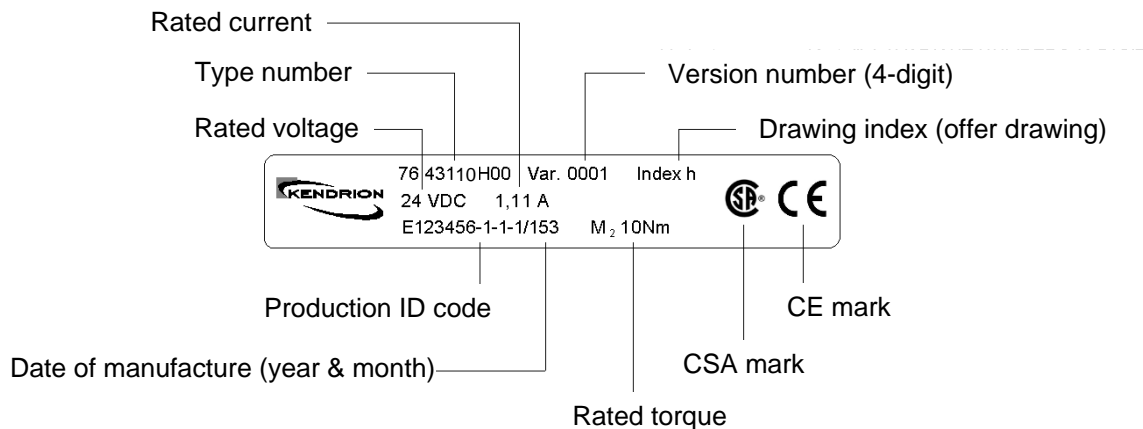 Rated current
Type number
Version number (4-digit)
Rated voltage
Drawing index (offer drawing)
76 43110H00 Var. 0001 Index h
KENDRION
24 VDC 1,11 A
CSA® CE
E123456-1-1-1/153 M2 10Nm
Production ID code
CE mark
Date of manufacture (year & month)
CSA mark
Rated torque